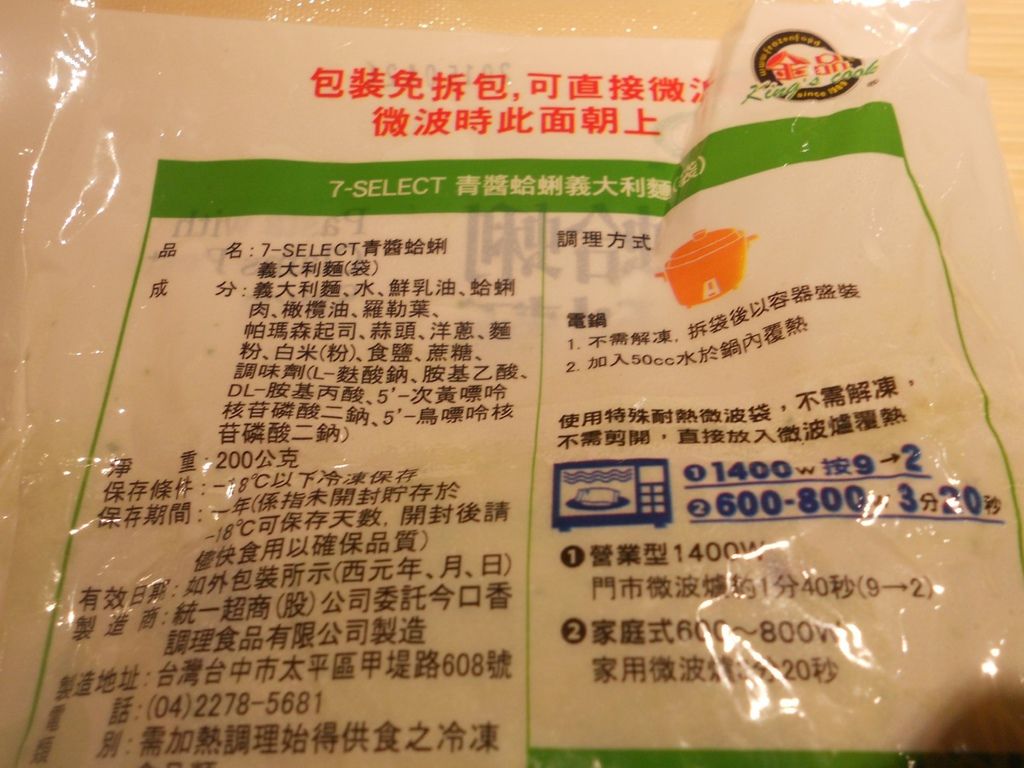 包裝免拆包,可直接微
微波時此面朝上
金品
King's cook
since 1989
7-SELECT 青醬蛤蜊義大利麵(袋)
品 名:7-SELECT青醬蛤蜊
義大利麵(袋)
成 分:義大利麵、水、鮮乳油、蛤蜊
肉、橄欖油、羅勒葉、
帕瑪森起司、蒜頭、洋蔥、麵
粉、白米(粉)、食鹽、蔗糖、
調味劑(L-麩酸鈉、胺基乙酸、
DL-胺基丙酸、5'-次黃嘌呤
核苷磷酸二鈉、5'-鳥嘌呤核
苷磷酸二鈉)
淨 重:200公克
保存條件:-18℃以下冷凍保存
保存期間:一年(係指未開封貯存於
-18℃可保存天數,開封後請
儘快食用以確保品質)
有效日期:如外包裝所示(西元年、月、日)
製 造 商:統一超商(股)公司委託今口香
調理食品有限公司製造
製造地址:台灣台中市太平區甲堤路608號
電 話:(04)2278-5681
類 別:需加熱調理始得供食之冷凍
調理方式
電鍋
1. 不需解凍,拆袋後以容器盛裝
2. 加入50cc水於鍋內覆熱
使用特殊耐熱微波袋,不需解凍,
不需剪開,直接放入微波爐覆熱
❶1400w 按9→2
❷600-800w 3分20秒
❶營業型1400W
門市微波爐約1分40秒(9→2)
❷家庭式600~800W
家用微波爐3分20秒